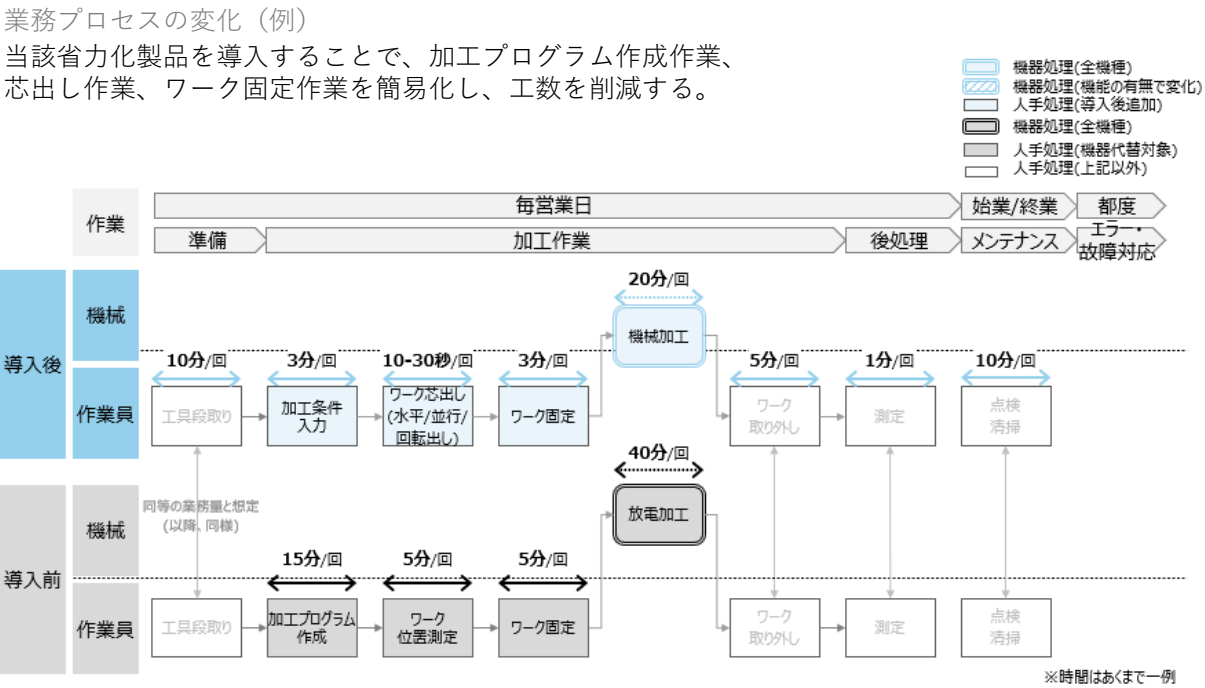 業務プロセスの変化（例）
当該省力化製品を導入することで、加工プログラム作成作業、
芯出し作業、ワーク固定作業を簡易化し、工数を削減する。
機器処理(全機種)
機器処理(機能の有無で変化)
人手処理(導入後追加)
機器処理(全機種)
人手処理(機器代替対象)
人手処理(上記以外)
作業
毎営業日
始業/終業
都度
準備
加工作業
後処理
メンテナンス
エラー・
故障対応
導入後
機械
20分/回
機械加工
作業員
10分/回
3分/回
10-30秒/回
3分/回
5分/回
1分/回
10分/回
工具段取り
加工条件
入力
ワーク芯出し
(水平/並行/
回転出し)
ワーク固定
ワーク
取り外し
測定
点検
清掃
導入前
機械
同等の業務量と想定
(以降、同様)
40分/回
放電加工
作業員
15分/回
5分/回
5分/回
工具段取り
加工プログラム
作成
ワーク
位置測定
ワーク固定
ワーク
取り外し
測定
点検
清掃
※時間はあくまで一例